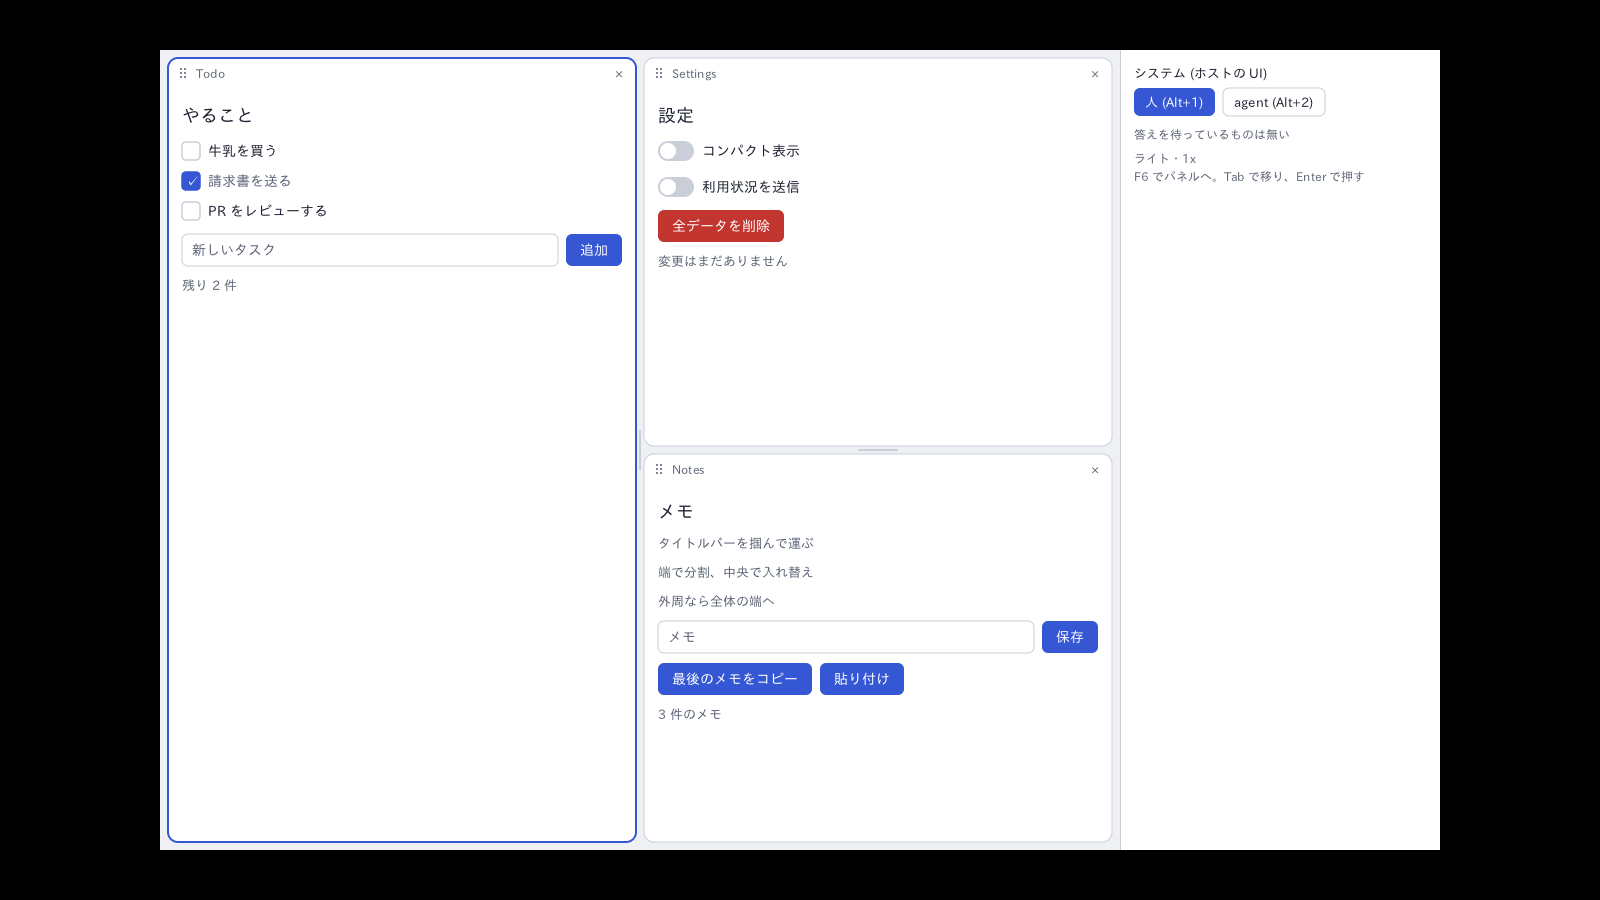 Todo
×
やること
牛乳を買う
✓ 請求書を送る
PR をレビューする
新しいタスク
追加
残り 2 件
Settings
×
設定
コンパクト表示
利用状況を送信
全データを削除
変更はまだありません
Notes
×
メモ
タイトルバーを掴んで運ぶ
端で分割、中央で入れ替え
外周なら全体の端へ
メモ
保存
最後のメモをコピー
貼り付け
3 件のメモ
システム (ホストの UI)
人 (Alt+1)
agent (Alt+2)
答えを待っているものは無い
ライト・1x
F6 でパネルへ。Tab で移り、Enter で押す